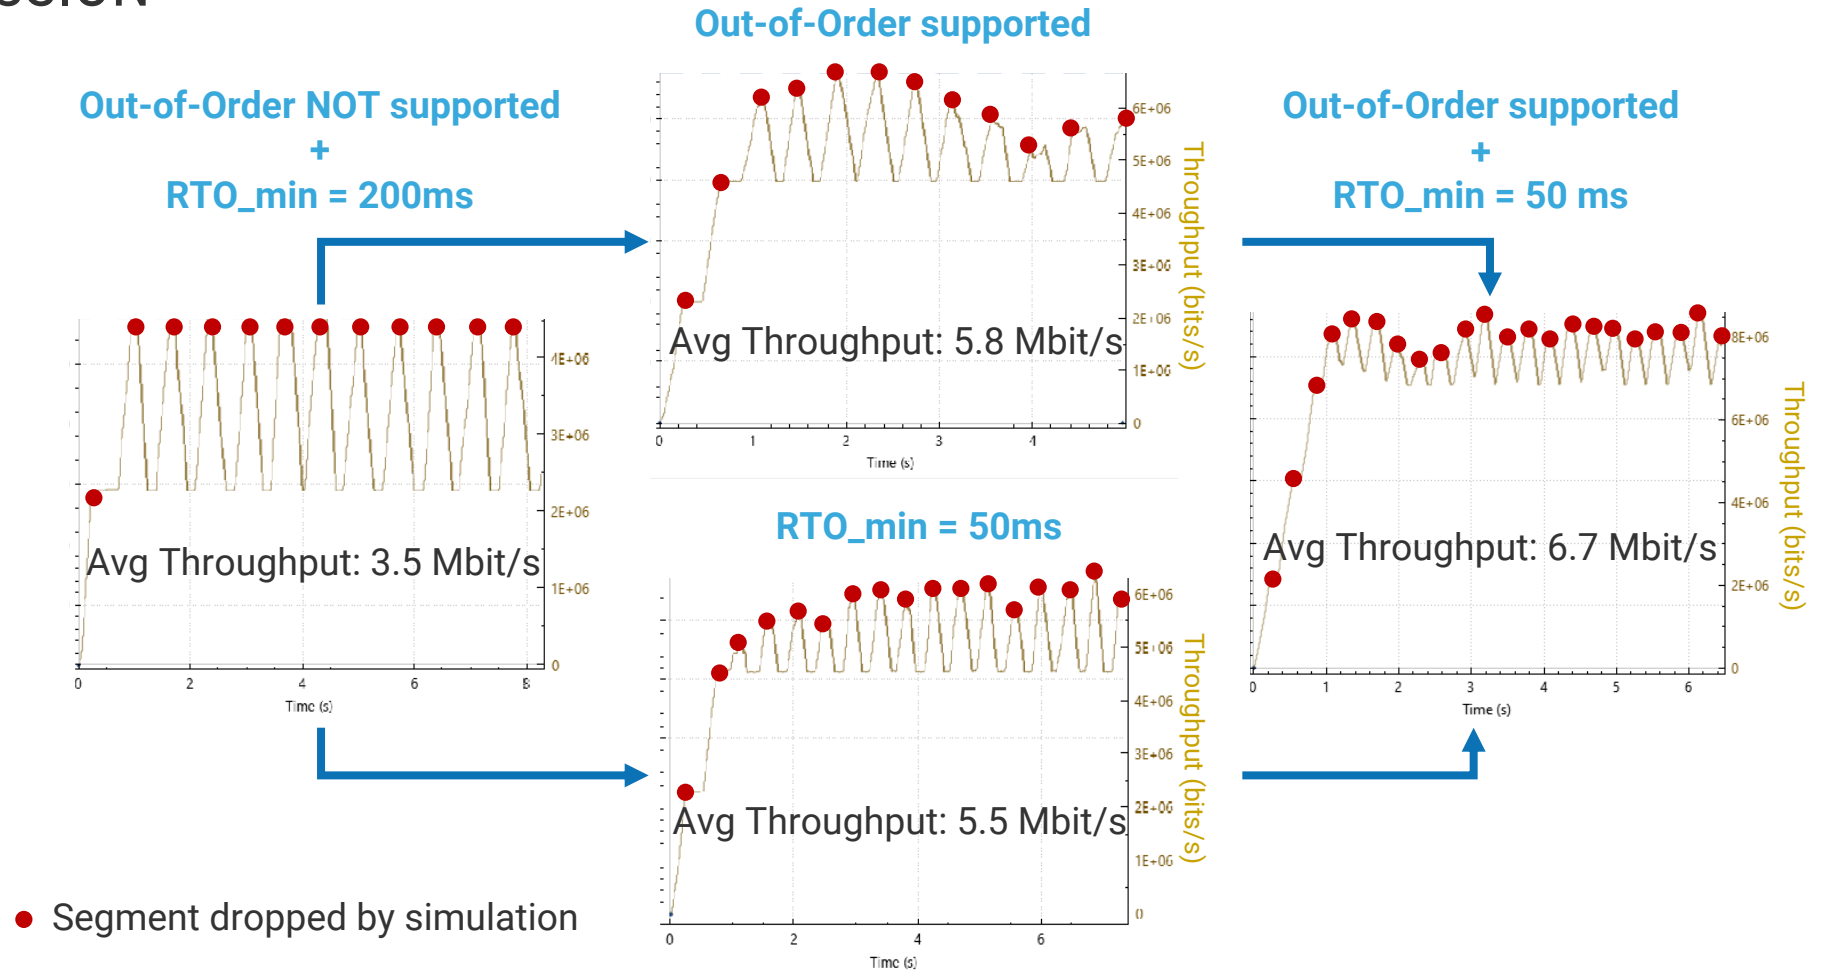 Out-of-Order NOT supported
+
RTO_min = 200ms
4E+06
3E+06
2E+06
1E+06
0
Avg Throughput: 3.5 Mbit/s
0 2 4 6 8
Time (s)
Out-of-Order supported
6E+06
5E+06
4E+06
3E+06
2E+06
1E+06
0
Throughput (bits/s)
Avg Throughput: 5.8 Mbit/s
0 1 2 3 4
Time (s)
RTO_min = 50ms
6E+06
5E+06
4E+06
3E+06
2E+06
1E+06
0
Throughput (bits/s)
Avg Throughput: 5.5 Mbit/s
0 2 4 6
Time (s)
Out-of-Order supported
+
RTO_min = 50 ms
8E+06
6E+06
4E+06
2E+06
0
Throughput (bits/s)
Avg Throughput: 6.7 Mbit/s
0 1 2 3 4 5 6
Time (s)
Segment dropped by simulation